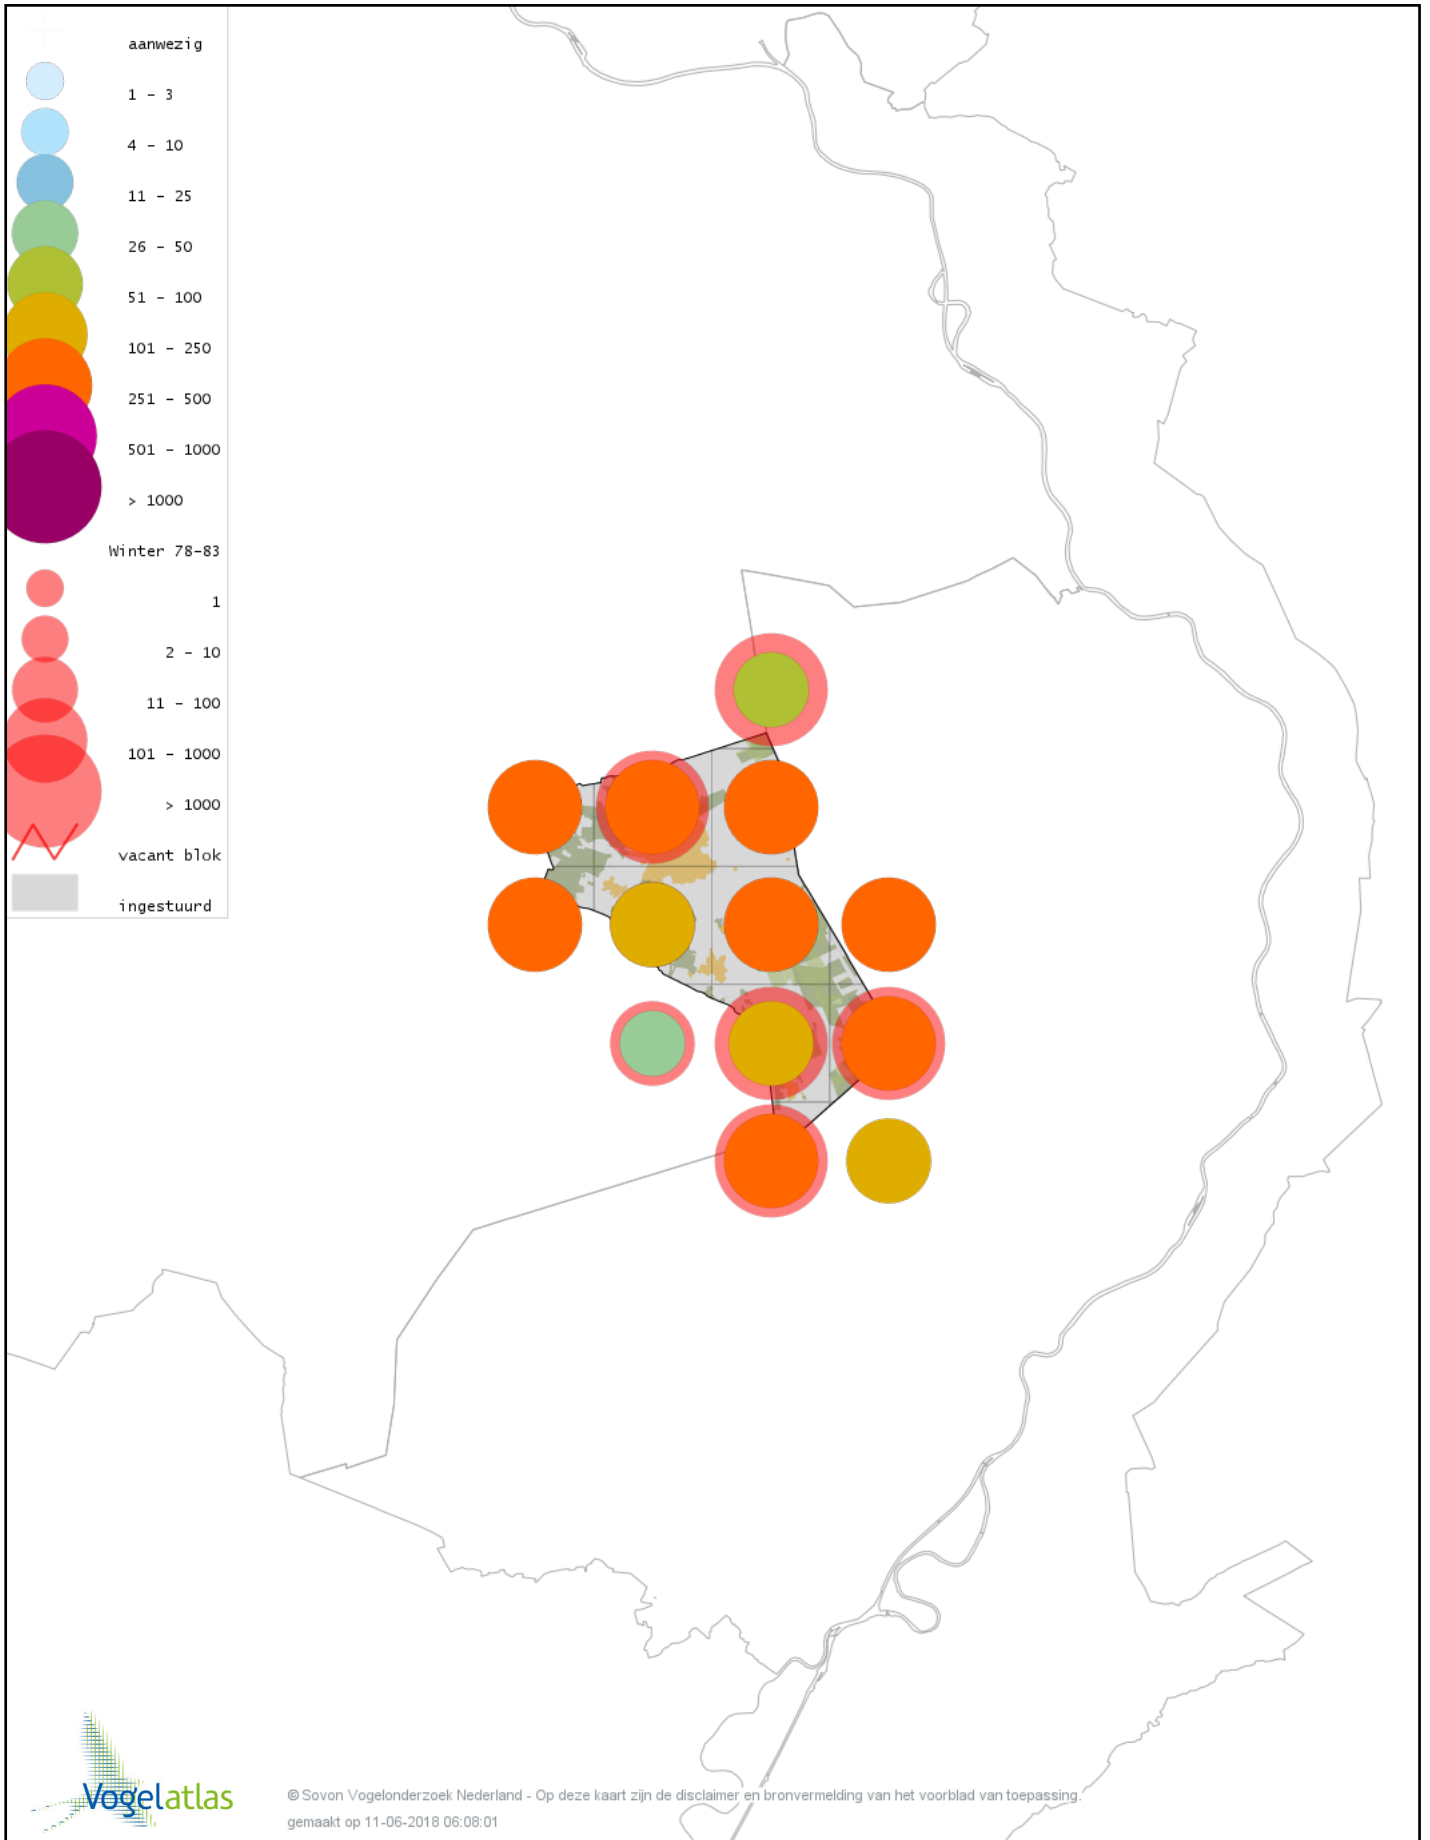 aanwezig
1 - 3
4 - 10
11 - 25
26 - 50
51 - 100
101 - 250
251 - 500
501 - 1000
> 1000
Winter 78-83
1
2 - 10
11 - 100
101 - 1000
> 1000
vacant blok
ingestuurd
Vogelatlas
© Sovon Vogelonderzoek Nederland - Op deze kaart zijn de disclaimer en bronvermelding van het voorblad van toepassing.
gemaakt op 11-06-2018 06:08:01